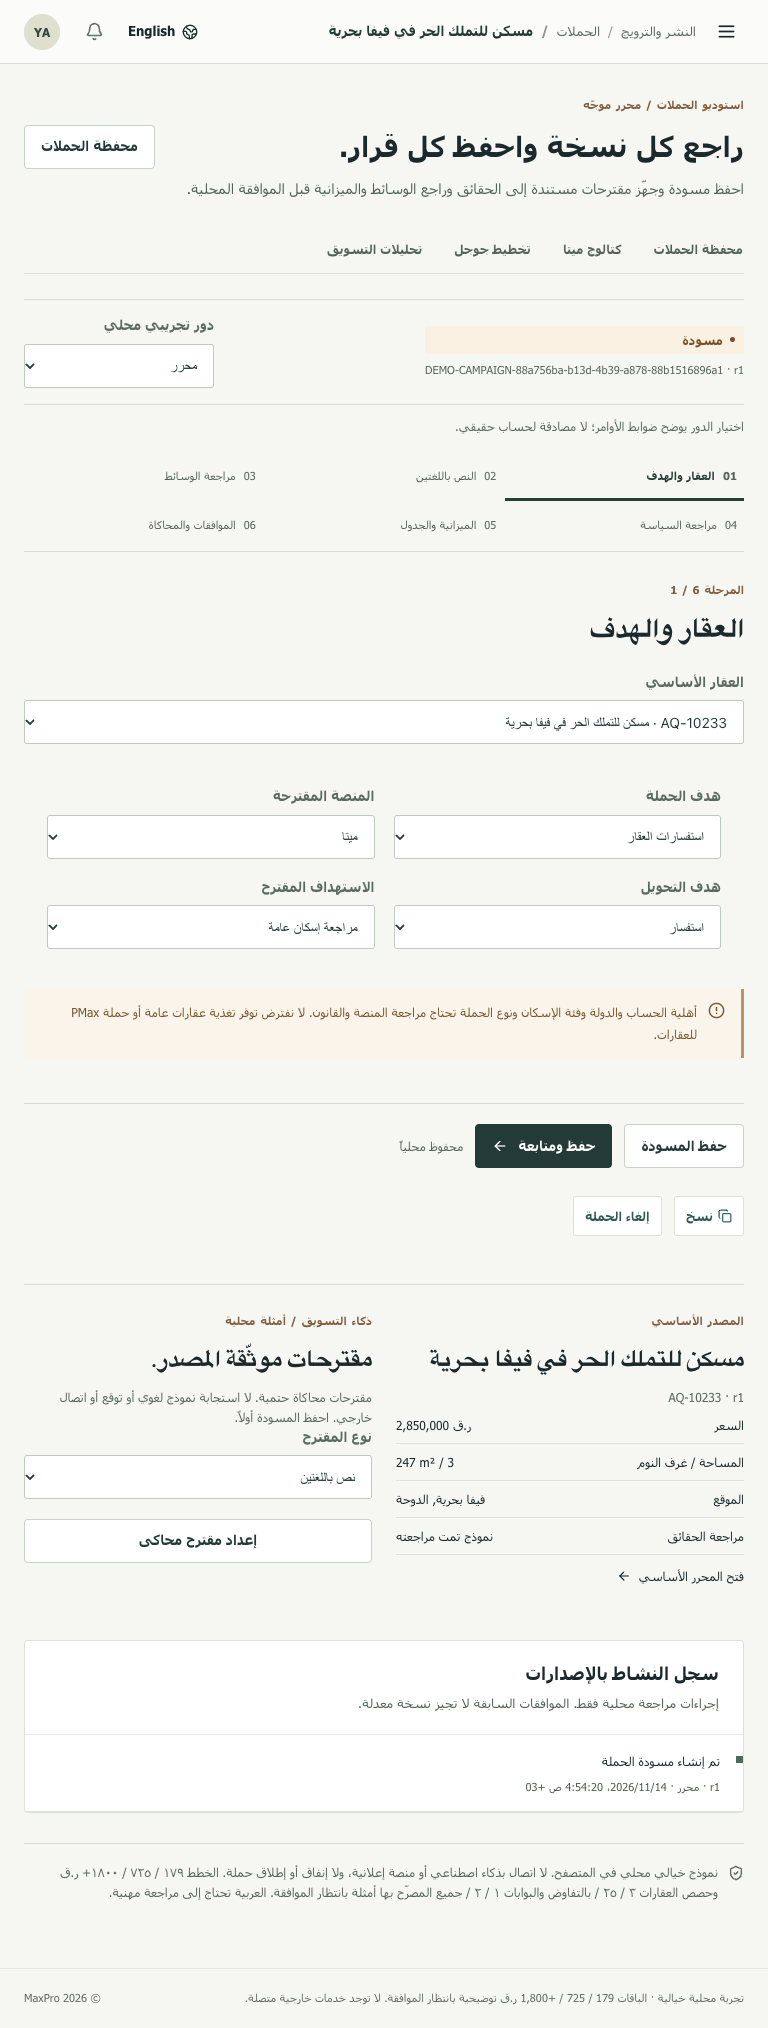 النشر والترويج / الحملات / مسكن للتملك الحر في فيفا بحرية
English
YA
استوديو الحملات / محرر موجّه
راجع كل نسخة واحفظ كل قرار.
محفظة الحملات
احفظ مسودة وجهّز مقترحات مستندة إلى الحقائق وراجع الوسائط والميزانية قبل الموافقة المحلية.
محفظة الحملات
كتالوج ميتا
تخطيط جوجل
تحليلات التسويق
• مسودة
DEMO-CAMPAIGN-88a756ba-b13d-4b39-a878-88b1516896a1 · r1
دور تجريبي محلي
محرر
اختيار الدور يوضح ضوابط الأوامر؛ لا مصادقة لحساب حقيقي.
01 العقار والهدف
02 النص باللغتين
03 مراجعة الوسائط
04 مراجعة السياسة
05 الميزانية والجدول
06 الموافقات والمحاكاة
المرحلة 6 / 1
العقار والهدف
العقار الأساسي
AQ-10233 · مسكن للتملك الحر في فيفا بحرية
هدف الحملة
المنصة المقترحة
استفسارات العقار
ميتا
هدف التحويل
الاستهداف المقترح
استفسار
مراجعة إسكان عامة
أهلية الحساب والدولة وفئة الإسكان ونوع الحملة تحتاج مراجعة المنصة والقانون. لا نفترض توفر تغذية عقارات عامة أو حملة PMax
للعقارات.
حفظ المسودة
حفظ ومتابعة
محفوظ محلياً
نسخ
إلغاء الحملة
المصدر الأساسي
مسكن للتملك الحر في فيفا بحرية
AQ-10233 · r1
السعر
ر.ق 2,850,000
المساحة / غرف النوم
247 m² / 3
الموقع
فيفا بحرية, الدوحة
مراجعة الحقائق
نموذج تمت مراجعته
فتح المحرر الأساسي
ذكاء التسويق / أمثلة محلية
مقترحات موثّقة المصدر.
مقترحات محاكاة حتمية. لا استجابة نموذج لغوي أو توقع أو اتصال
خارجي. احفظ المسودة أولاً.
نوع المقترح
نص باللغتين
إعداد مقترح محاكى
سجل النشاط بالإصدارات
إجراءات مراجعة محلية فقط. الموافقات السابقة لا تجيز نسخة معدلة.
تم إنشاء مسودة الحملة
r1 · محرر · 2026/11/14، 4:54:20 ص +03
نموذج خيالي محلي في المتصفح. لا اتصال بذكاء اصطناعي أو منصة إعلانية، ولا إنفاق أو إطلاق حملة. الخطط ١٧٩ / ٧٢٥ / ١٨٠٠+ ر.ق
وحصص العقارات ٣ / ٢٥ / بالتفاوض والبوابات ١ / ٢ / جميع المصرّح بها أمثلة بانتظار الموافقة. العربية تحتاج إلى مراجعة مهنية.
تجربة محلية خيالية · الباقات 179 / 725 / +1,800 ر.ق توضيحية بانتظار الموافقة. لا توجد خدمات خارجية متصلة.
© 2026 MaxPro